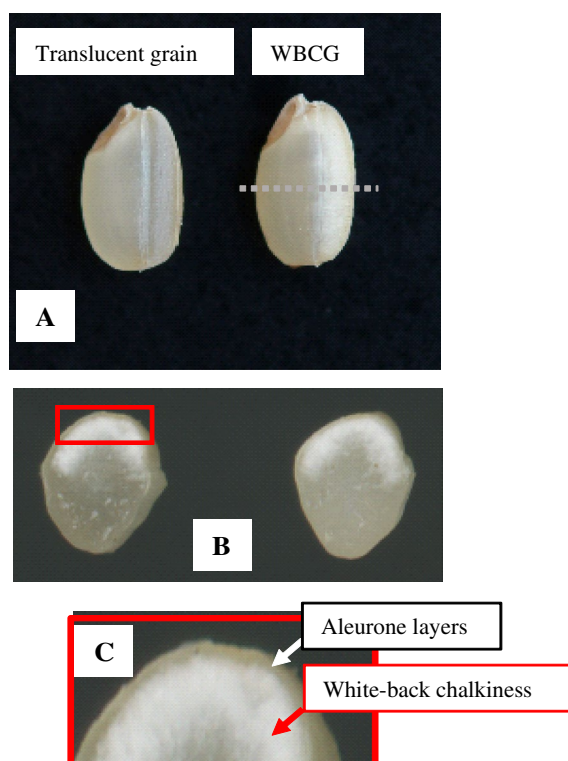 Translucent grain
WBCG
A
B
C
Aleurone layers
White-back chalkiness